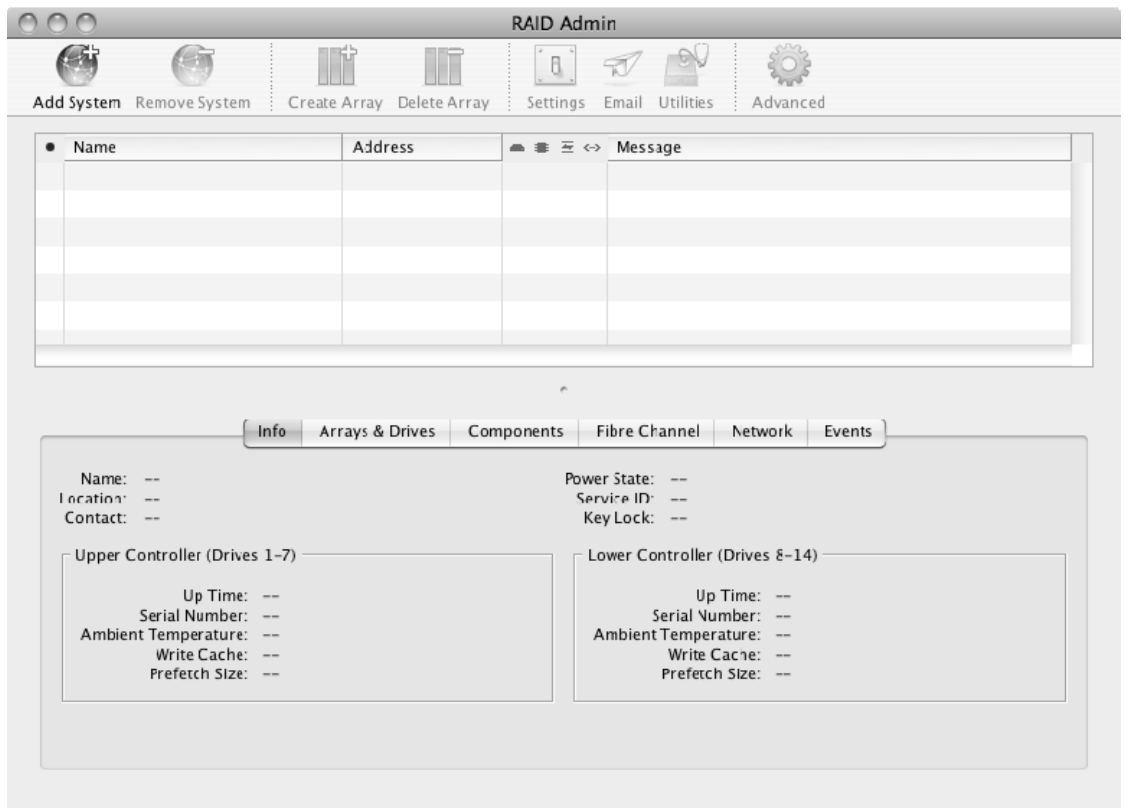 RAID Admin
Add System Remove System Create Array Delete Array Settings Email Utilities Advanced
Name Address Message
Info Arrays & Drives Components Fibre Channel Network Events
Name: -- Power State: --
Location: -- Service ID: --
Contact: -- Key Lock: --
Upper Controller (Drives 1-7) Lower Controller (Drives 8-14)
Up Time: -- Up Time: --
Serial Number: -- Serial Number: --
Ambient Temperature: -- Ambient Temperature: --
Write Cache: -- Write Cache: --
Prefetch Size: -- Prefetch Size: --